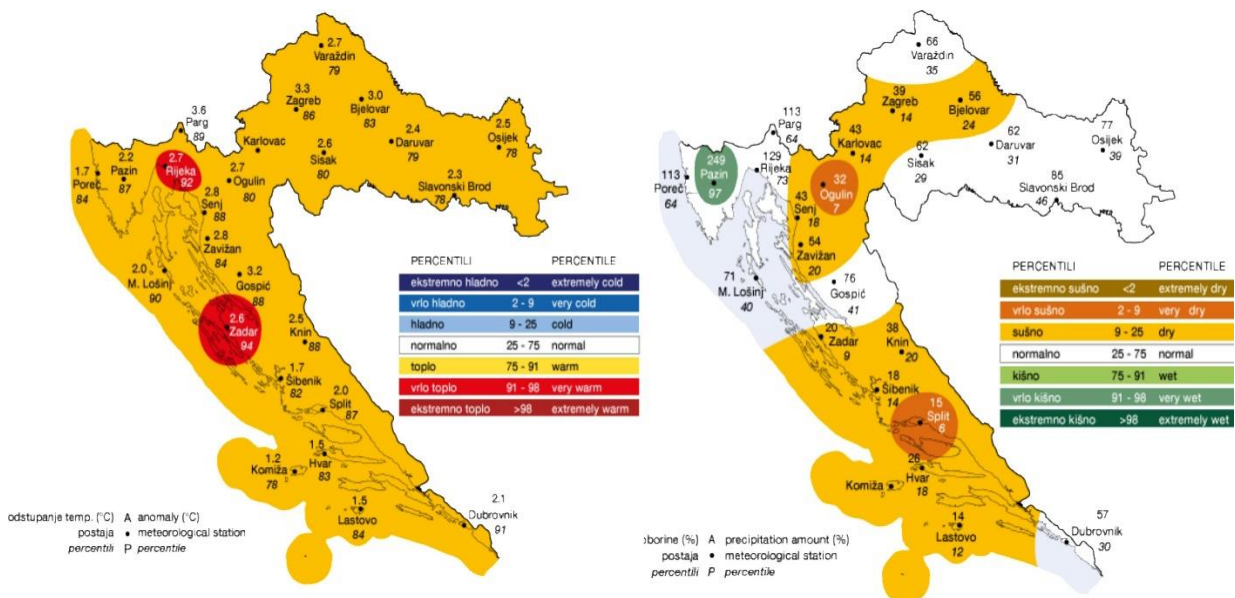 2.7
Varaždin
79
3.3
Zagreb
86
3.0
Bjelovar
83
3.6
Parg
89
Karlovac
2.6
Sisak
80
2.4
Daruvar
79
2.5
Osijek
78
2.3
Slavonski Brod
78
1.7
Poreč
84
2.2
Pazin
87
2.7
Rijeka
92
2.7
Ogulin
80
2.8
Senj
88
2.8
Zavižan
84
2.0
M. Lošinj
90
3.2
Gospić
88
2.6
Zadar
94
2.5
Knin
88
1.7
Šibenik
82
2.0
Split
87
1.5
Hvar
83
1.2
Komiža
78
1.5
Lastovo
84
2.1
Dubrovnik
91
PERCENTILI PERCENTILE
ekstremno hladno <2 extremely cold
vrlo hladno 2 - 9 very cold
hladno 9 - 25 cold
normalno 25 - 75 normal
toplo 75 - 91 warm
vrlo toplo 91 - 98 very warm
ekstremno toplo >98 extremely warm
odstupanje temp. (°C) A anomaly (°C)
postaja • meteorological station
percentili P percentile
66
Varaždin
35
39
Zagreb
14
56
Bjelovar
24
113
Parg
64
43
Karlovac
14
62
Sisak
29
62
Daruvar
31
77
Osijek
39
85
Slavonski Brod
46
113
Poreč
64
249
Pazin
97
129
Rijeka
73
32
Ogulin
7
43
Senj
18
54
Zavižan
20
71
M. Lošinj
40
76
Gospić
41
20
Zadar
9
38
Knin
20
18
Šibenik
14
15
Split
6
26
Hvar
18
Komiža
14
Lastovo
12
57
Dubrovnik
30
PERCENTILI PERCENTILE
ekstremno sušno <2 extremely dry
vrlo sušno 2 - 9 very dry
sušno 9 - 25 dry
normalno 25 - 75 normal
kišno 75 - 91 wet
vrlo kišno 91 - 98 very wet
ekstremno kišno >98 extremely wet
oborine (%) A precipitation amount (%)
postaja • meteorological station
percentili P percentile